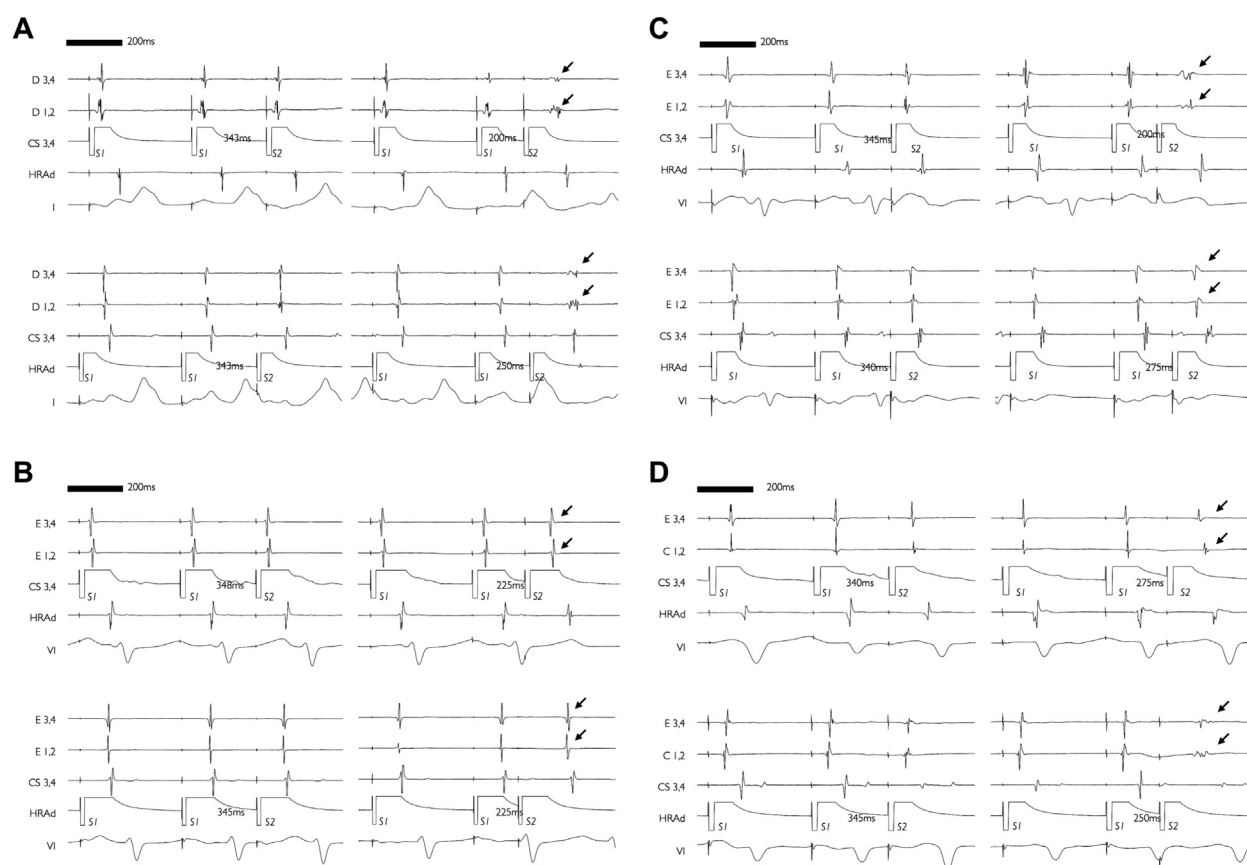 A
200ms
D 3,4
D 1,2
CS 3,4
S1 S1 343ms S2 S1 S1 200ms S2
HRAd
I
D 3,4
D 1,2
CS 3,4
HRAd
S1 S1 343ms S2 S1 S1 250ms S2
I
B
200ms
E 3,4
E 1,2
CS 3,4
S1 S1 348ms S2 S1 S1 225ms S2
HRAd
VI
E 3,4
E 1,2
CS 3,4
HRAd
S1 S1 345ms S2 S1 S1 225ms S2
VI
C
200ms
E 3,4
E 1,2
CS 3,4
S1 S1 345ms S2 S1 S1 200ms S2
HRAd
VI
E 3,4
E 1,2
CS 3,4
HRAd
S1 S1 340ms S2 S1 S1 275ms S2
VI
D
200ms
E 3,4
C 1,2
CS 3,4
S1 S1 340ms S2 S1 S1 275ms S2
HRAd
VI
E 3,4
C 1,2
CS 3,4
HRAd
S1 S1 345ms S2 S1 S1 250ms S2
VI